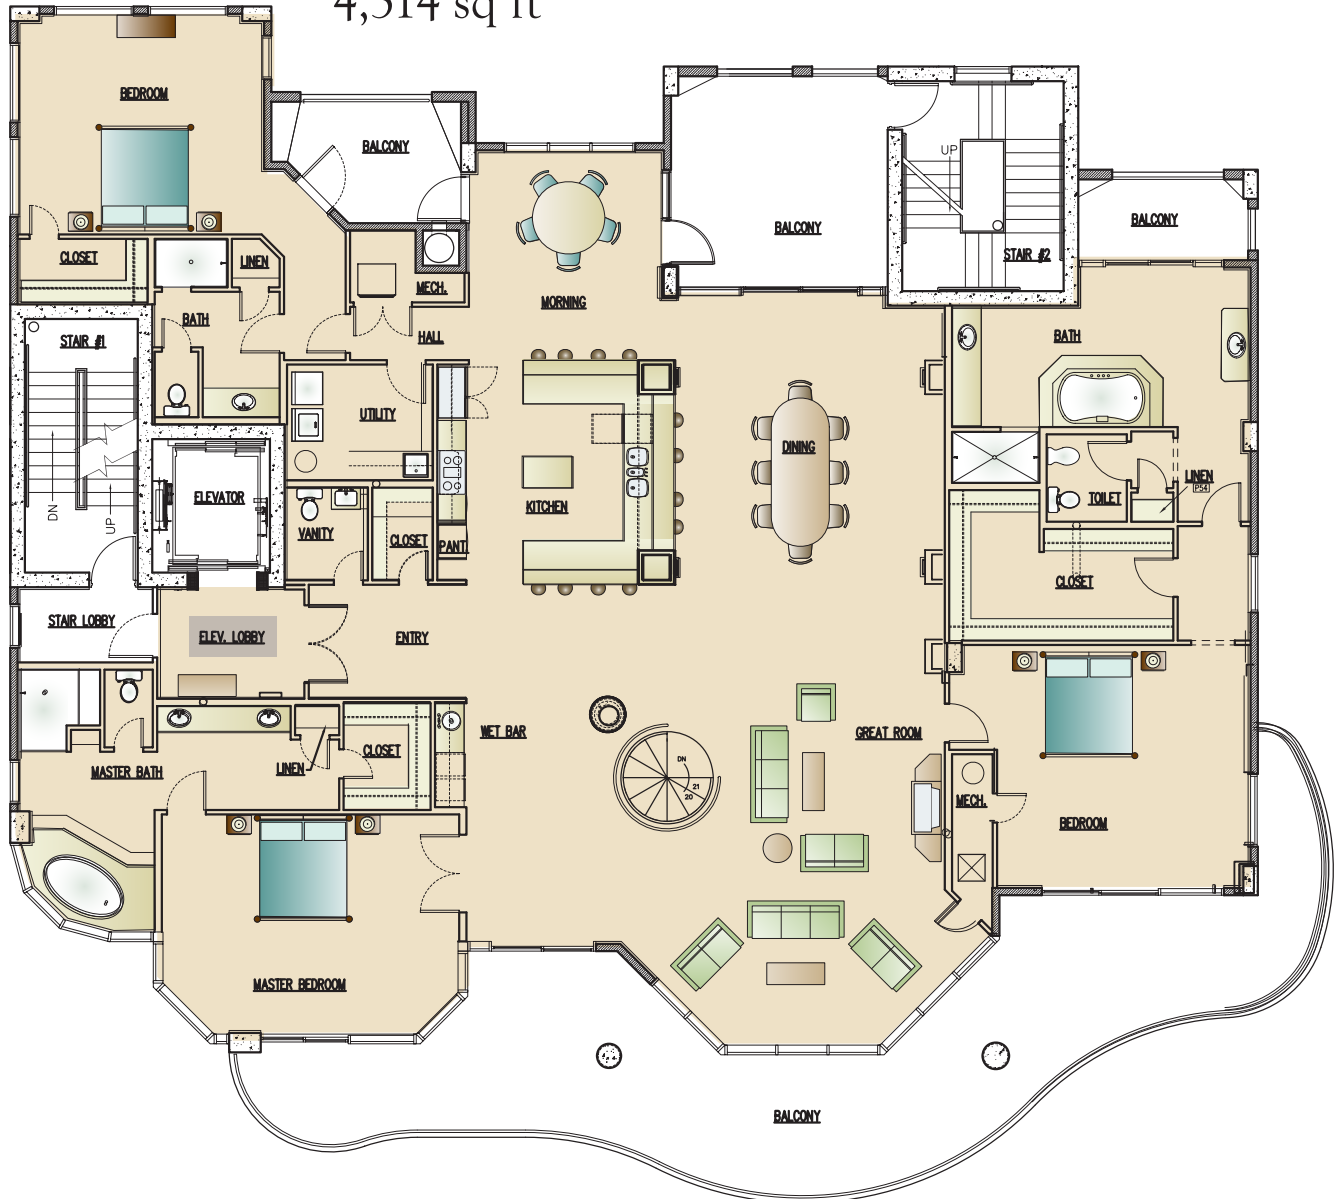 4,514 sq ft
BEDROOM
BALCONY
UP
BALCONY
BALCONY
STAIR #2
CLOSET
LINEN
MECH.
MORNING
BATH
HALL
STAIR #1
BATH
UTILITY
DINING
ELEVATOR
KITCHEN
LINEN
P54
TOILET
DN
UP
VANITY
CLOSET
PANT.
CLOSET
STAIR LOBBY
ELEV. LOBBY
ENTRY
WET BAR
GREAT ROOM
CLOSET
LINEN
MASTER BATH
DN
21
20
MECH.
BEDROOM
MASTER BEDROOM
BALCONY